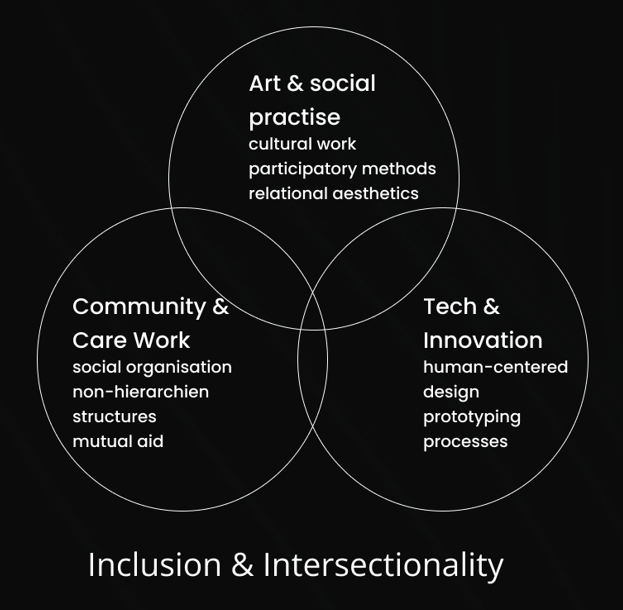 Art & social
practise
cultural work
participatory methods
relational aesthetics
Community &
Care Work
social organisation
non-hierarchien
structures
mutual aid
Tech &
Innovation
human-centered
design
prototyping
processes
Inclusion & Intersectionality